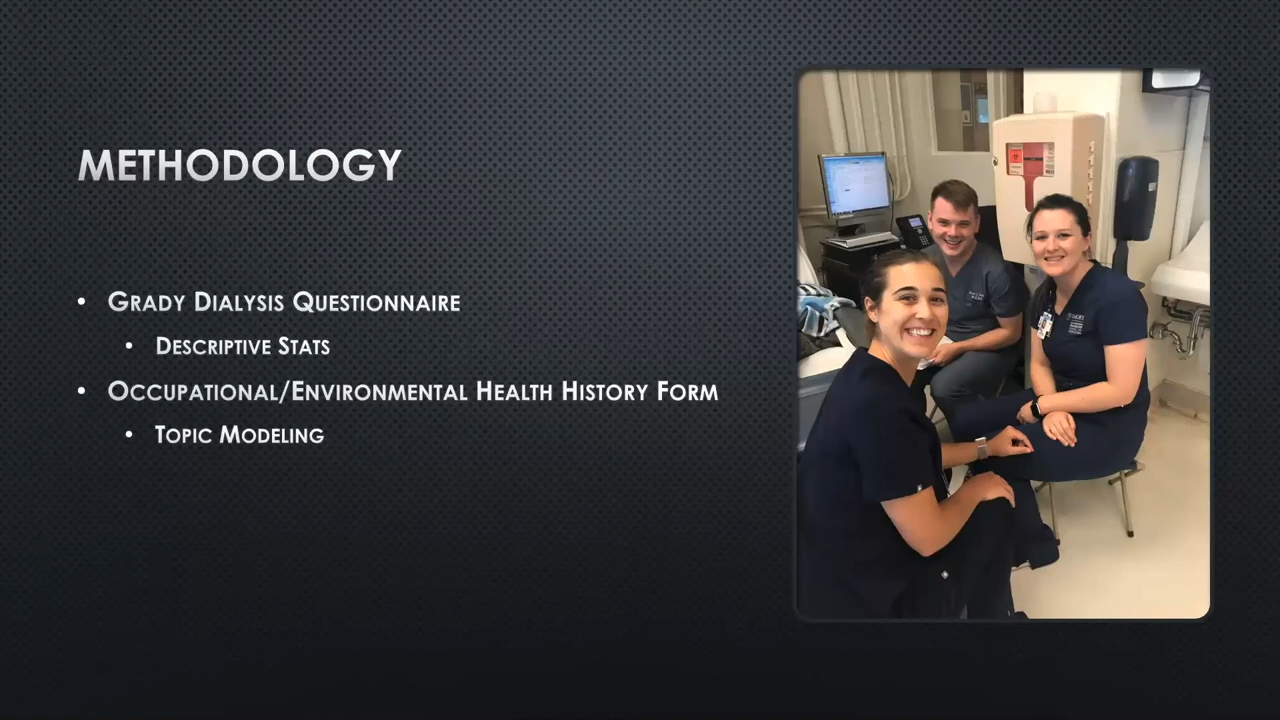 METHODOLOGY
• GRADY DIALYSIS QUESTIONNAIRE
• DESCRIPTIVE STATS
• OCCUPATIONAL/ENVIRONMENTAL HEALTH HISTORY FORM
• TOPIC MODELING